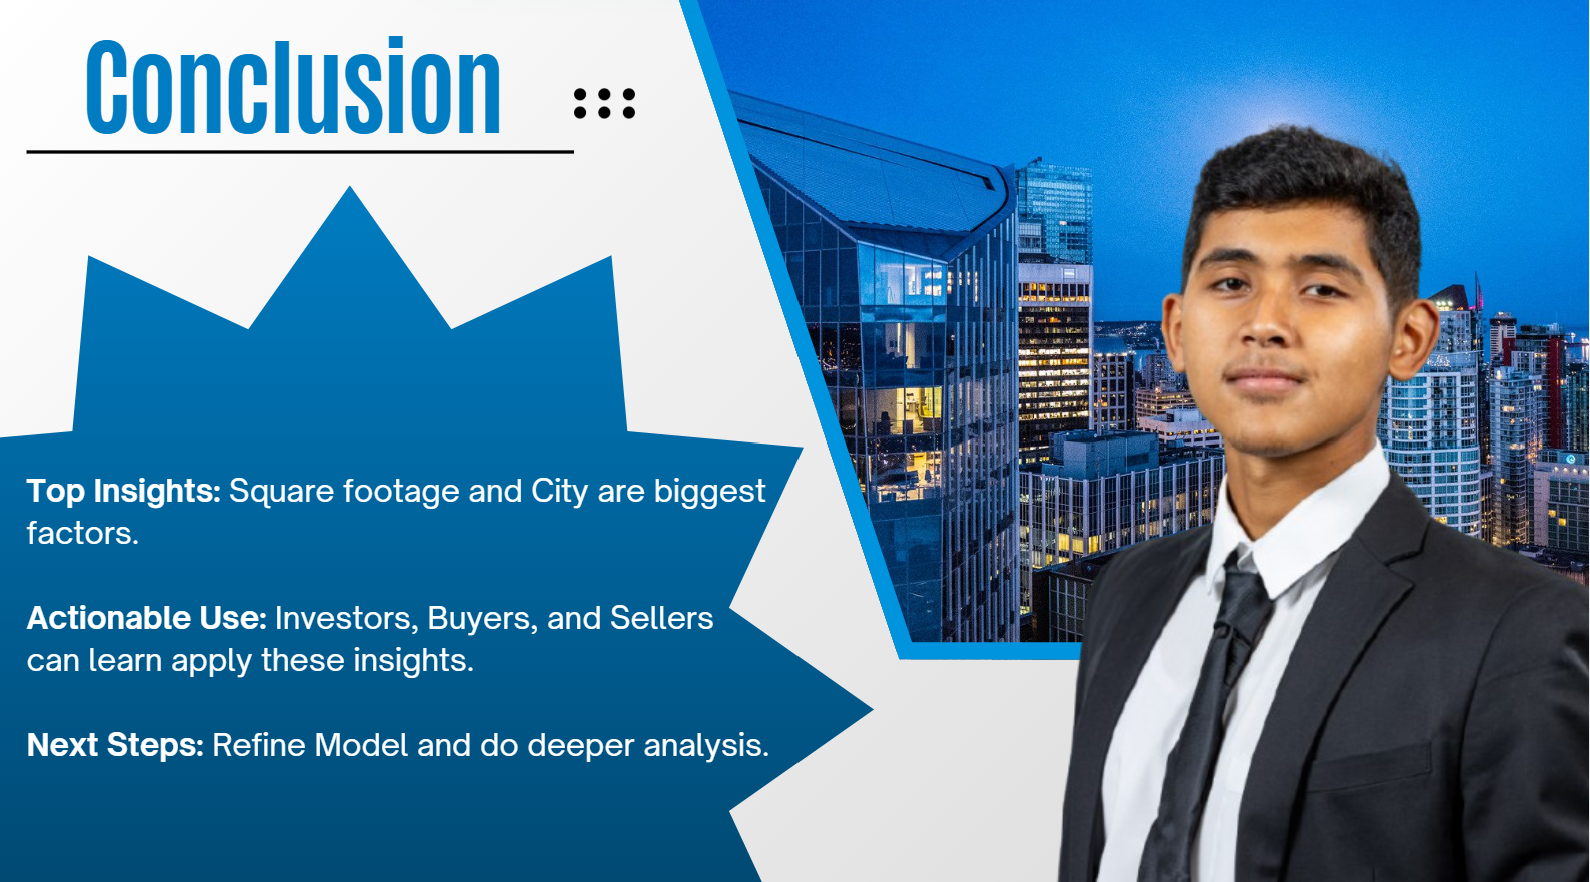 Conclusion
Top Insights: Square footage and City are biggest
factors.
Actionable Use: Investors, Buyers, and Sellers
can learn apply these insights.
Next Steps: Refine Model and do deeper analysis.